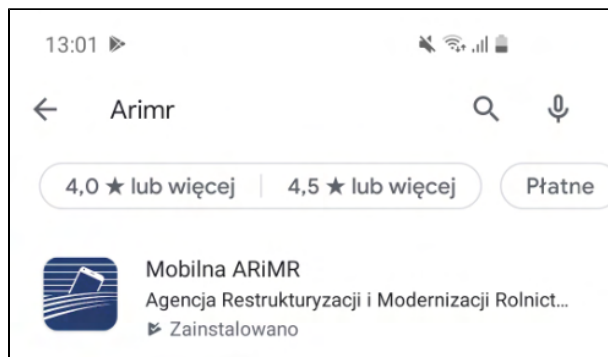 13:01
Arimr
4,0 ★ lub więcej 4,5 ★ lub więcej Płatne
Mobilna ARiMR
Agencja Restrukturyzacji i Modernizacji Rolnict...
Zainstalowano